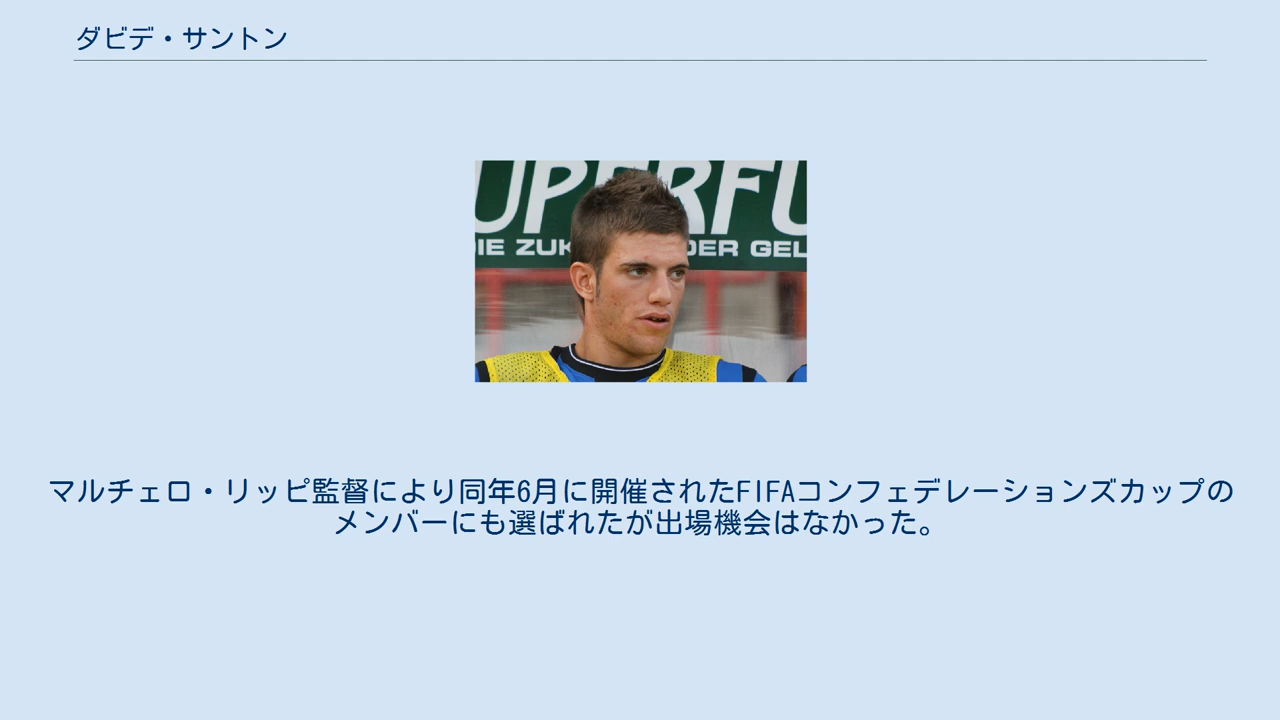 ダビデ・サントン
UPERFU
DIE ZUK DER GEL
マルチェロ・リッピ監督により同年6月に開催されたFIFAコンフェデレーションズカップの
メンバーにも選ばれたが出場機会はなかった。